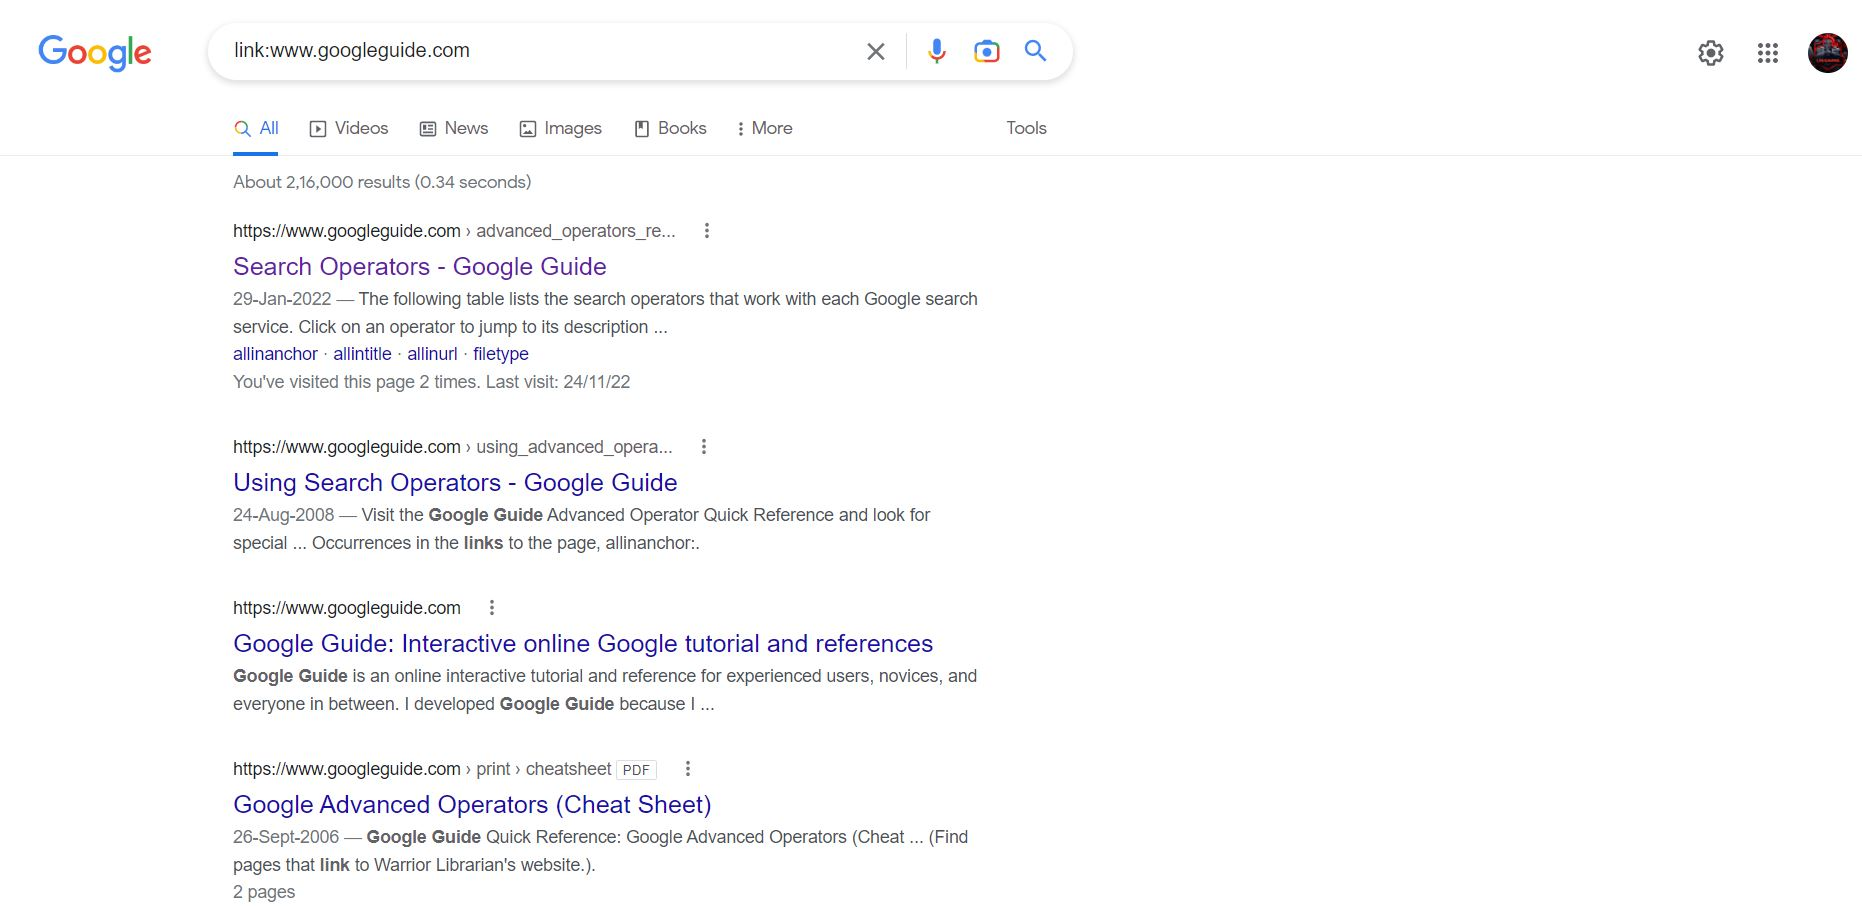 Google
link:www.googleguide.com
All Videos News Images Books More Tools
About 2,16,000 results (0.34 seconds)
https://www.googleguide.com › advanced_operators_re...
Search Operators - Google Guide
29-Jan-2022 — The following table lists the search operators that work with each Google search
service. Click on an operator to jump to its description ...
allinanchor · allintitle · allinurl · filetype
You've visited this page 2 times. Last visit: 24/11/22
https://www.googleguide.com › using_advanced_opera...
Using Search Operators - Google Guide
24-Aug-2008 — Visit the Google Guide Advanced Operator Quick Reference and look for
special ... Occurrences in the links to the page, allinanchor:.
https://www.googleguide.com
Google Guide: Interactive online Google tutorial and references
Google Guide is an online interactive tutorial and reference for experienced users, novices, and
everyone in between. I developed Google Guide because I ...
https://www.googleguide.com › print › cheatsheet PDF
Google Advanced Operators (Cheat Sheet)
26-Sept-2006 — Google Guide Quick Reference: Google Advanced Operators (Cheat ... (Find
pages that link to Warrior Librarian's website.).
2 pages